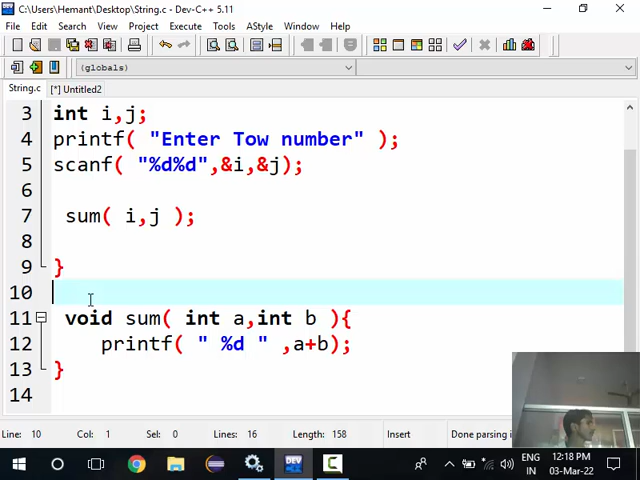 C:\Users\Hemant\Desktop\String.c - Dev-C++ 5.11
File Edit Search View Project Execute Tools AStyle Window Help
(globals)
String.c [*] Untitled2
3 int i,j;
4 printf( "Enter Tow number" );
5 scanf( "%d%d",&i,&j);
6
7 sum( i,j );
8
9 }
10
11 void sum( int a,int b ){
12 printf( " %d " ,a+b);
13 }
14
Line: 10 Col: 1 Sel: 0 Lines: 16 Length: 158 Insert Done parsing i
DEV
ENG 12:18 PM
IN 03-Mar-22